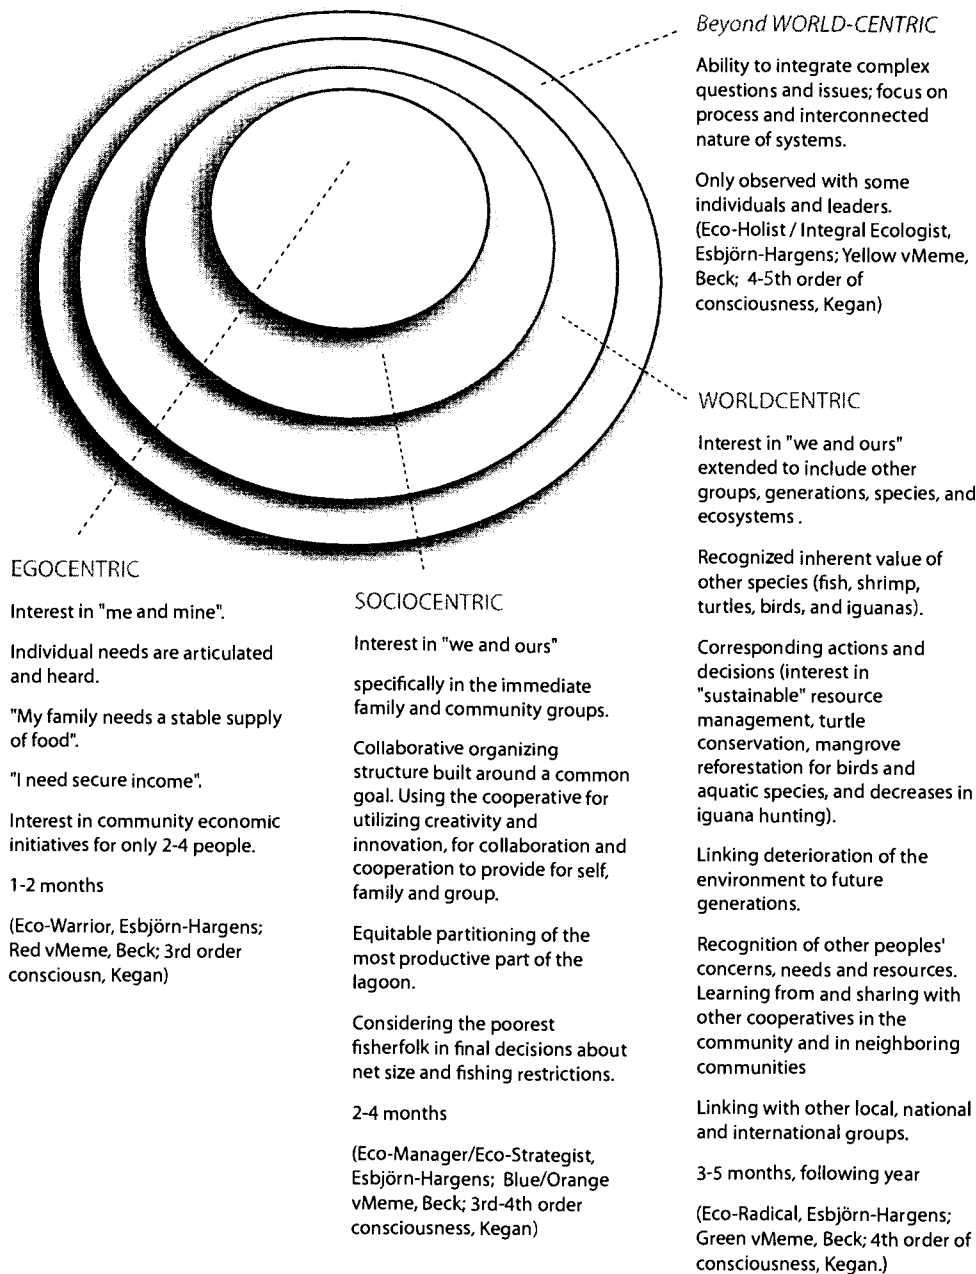 Beyond WORLD-CENTRIC
Ability to integrate complex
questions and issues; focus on
process and interconnected
nature of systems.
Only observed with some
individuals and leaders.
(Eco-Holist / Integral Ecologist,
Esbjörn-Hargens; Yellow vMeme,
Beck; 4-5th order of
consciousness, Kegan)
EGOCENTRIC
Interest in "me and mine".
Individual needs are articulated
and heard.
"My family needs a stable supply
of food".
"I need secure income".
Interest in community economic
initiatives for only 2-4 people.
1-2 months
(Eco-Warrior, Esbjörn-Hargens;
Red vMeme, Beck; 3rd order
consciousn, Kegan)
SOCIOCENTRIC
Interest in "we and ours"
specifically in the immediate
family and community groups.
Collaborative organizing
structure built around a common
goal. Using the cooperative for
utilizing creativity and
innovation, for collaboration and
cooperation to provide for self,
family and group.
Equitable partitioning of the
most productive part of the
lagoon.
Considering the poorest
fisherfolk in final decisions about
net size and fishing restrictions.
2-4 months
(Eco-Manager/Eco-Strategist,
Esbjörn-Hargens; Blue/Orange
vMeme, Beck; 3rd-4th order
consciousness, Kegan)
WORLDCENTRIC
Interest in "we and ours"
extended to include other
groups, generations, species, and
ecosystems .
Recognized inherent value of
other species (fish, shrimp,
turtles, birds, and iguanas).
Corresponding actions and
decisions (interest in
"sustainable" resource
management, turtle
conservation, mangrove
reforestation for birds and
aquatic species, and decreases in
iguana hunting).
Linking deterioration of the
environment to future
generations.
Recognition of other peoples'
concerns, needs and resources.
Learning from and sharing with
other cooperatives in the
community and in neighboring
communities
Linking with other local, national
and international groups.
3-5 months, following year
(Eco-Radical, Esbjörn-Hargens;
Green vMeme, Beck; 4th order of
consciousness, Kegan.)